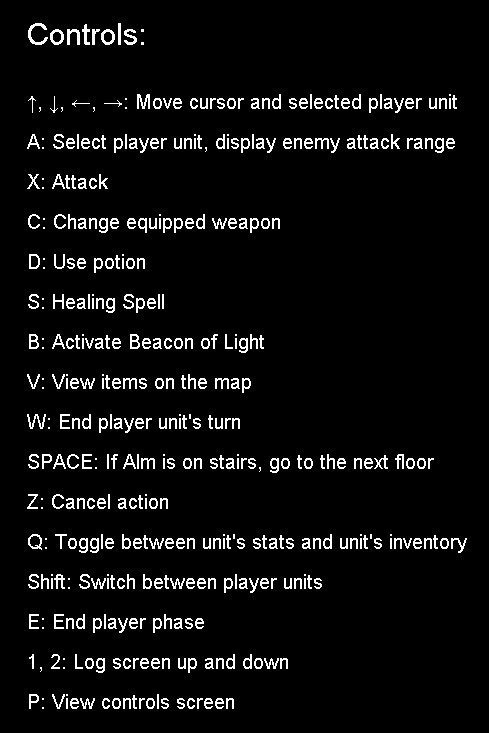 Controls:
↑, ↓, ←, →: Move cursor and selected player unit
A: Select player unit, display enemy attack range
X: Attack
C: Change equipped weapon
D: Use potion
S: Healing Spell
B: Activate Beacon of Light
V: View items on the map
W: End player unit's turn
SPACE: If Alm is on stairs, go to the next floor
Z: Cancel action
Q: Toggle between unit's stats and unit's inventory
Shift: Switch between player units
E: End player phase
1, 2: Log screen up and down
P: View controls screen